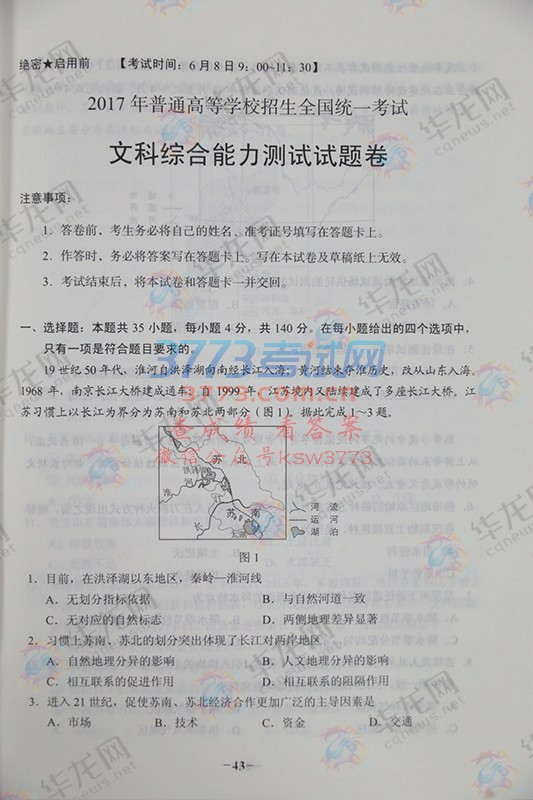 绝密★启用前 【考试时间:6月8日9:00~11:30】
2017年普通高等学校招生全国统一考试
文科综合能力测试试题卷
注意事项:
1.答卷前,考生务必将自己的姓名、准考证号填写在答题卡上。
2.作答时,务必将答案写在答题卡上。写在本试卷及草稿纸上无效。
3.考试结束后,将本试卷和答题卡一并交回。
一、选择题:本题共35小题,每小题4分,共140分。在每小题给出的四个选项中,
只有一项是符合题目要求的。
19世纪50年代,淮河自洪泽湖向南经长江入海;黄河结束夺淮历史,改从山东入海。
1968年,南京长江大桥建成通车。自1999年,江苏境内又陆续建成了多座长江大桥。江
苏习惯上以长江为界分为苏南和苏北两部分(图1)。据此完成1~3题。
3773考试网
3773.com.cn
查成绩 看答案
微信公众号ksw3773
苏 北
洪泽湖
淮
河
苏 南
长
江
太湖
河 流
运 河
湖 泊
图1
1.目前,在洪泽湖以东地区,秦岭—淮河线
A.无划分指标依据 B.与自然河道一致
C.无对应的自然标志 D.两侧地理差异显著
2.习惯上苏南、苏北的划分突出体现了长江对两岸地区
A.自然地理分异的影响 B.人文地理分异的影响
C.相互联系的促进作用 D.相互联系的阻隔作用
3.进入21世纪,促使苏南、苏北经济合作更加广泛的主导因素是
A.市场 B.技术 C.资金 D.交通
-43-
华龙网
cqnews.net